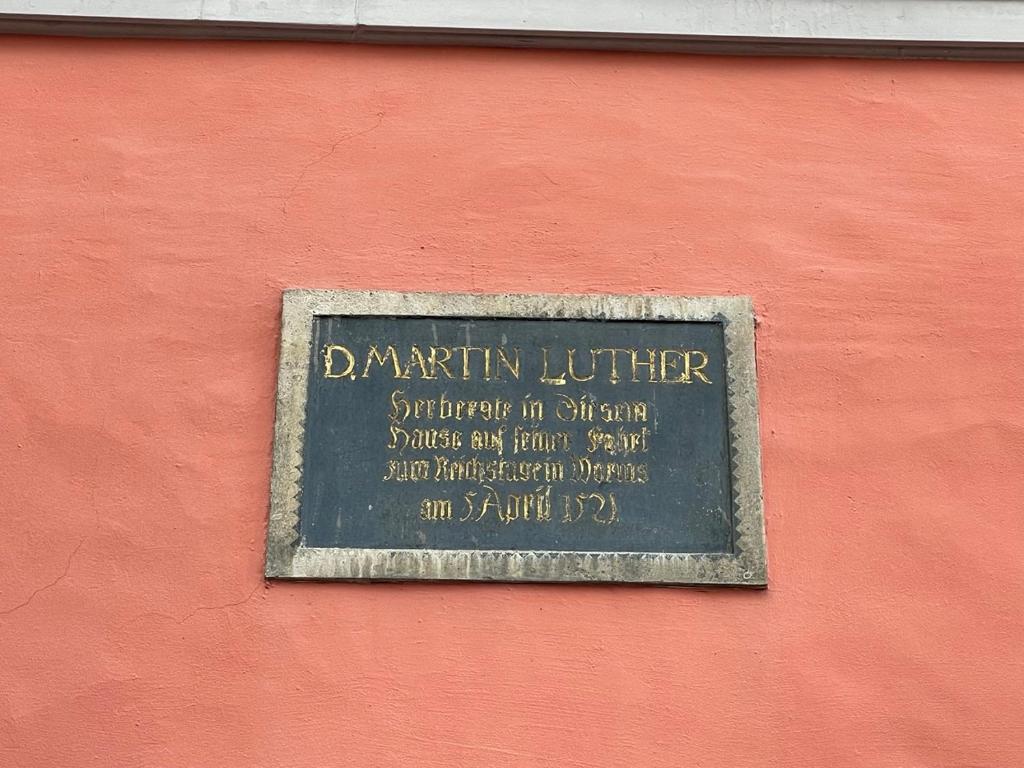 D. MARTIN LUTHER
Herbergte in Diesem
Hause auf seiner Fahrt
zum Reichstage in Worms
am 5. April 1521